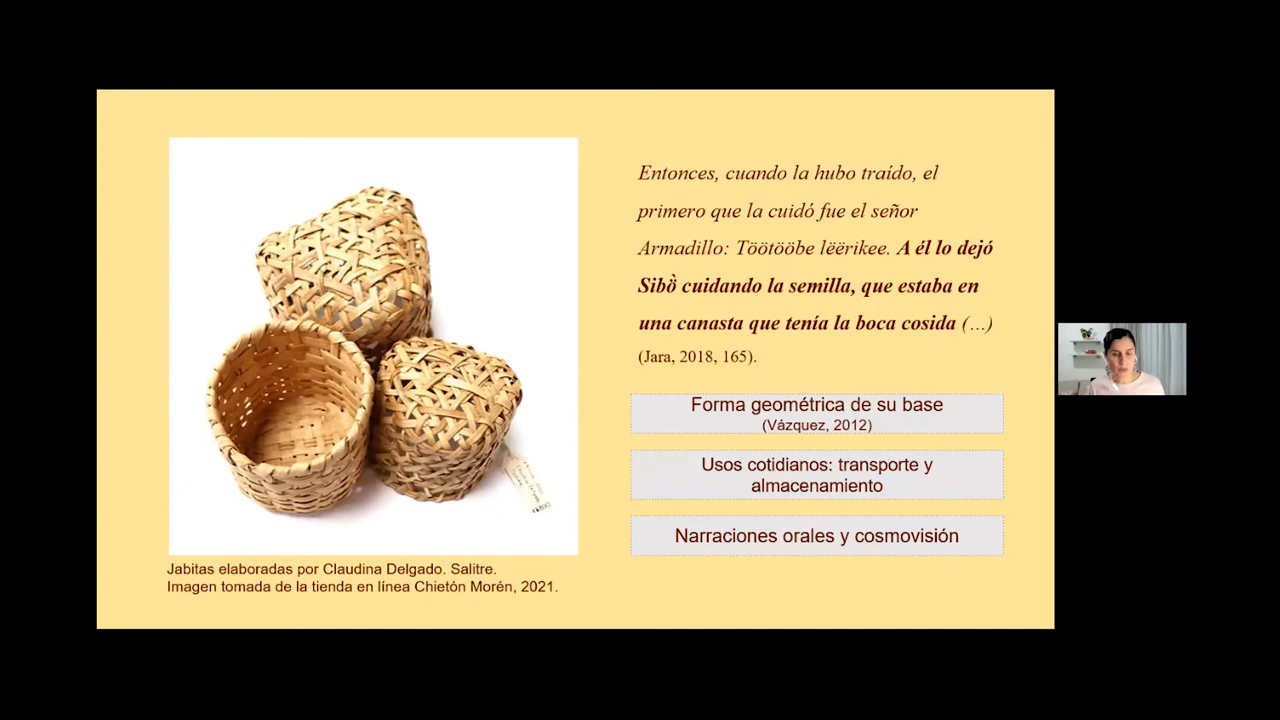 Entonces, cuando la hubo traído, el
primero que la cuidó fue el señor
Armadillo: Töötööbe lëërikee. A él lo dejó
Sibö̀ cuidando la semilla, que estaba en
una canasta que tenía la boca cosida (...)
(Jara, 2018, 165).
Forma geométrica de su base
(Vázquez, 2012)
Usos cotidianos: transporte y
almacenamiento
Narraciones orales y cosmovisión
Jabitas elaboradas por Claudina Delgado. Salitre.
Imagen tomada de la tienda en línea Chietón Morén, 2021.